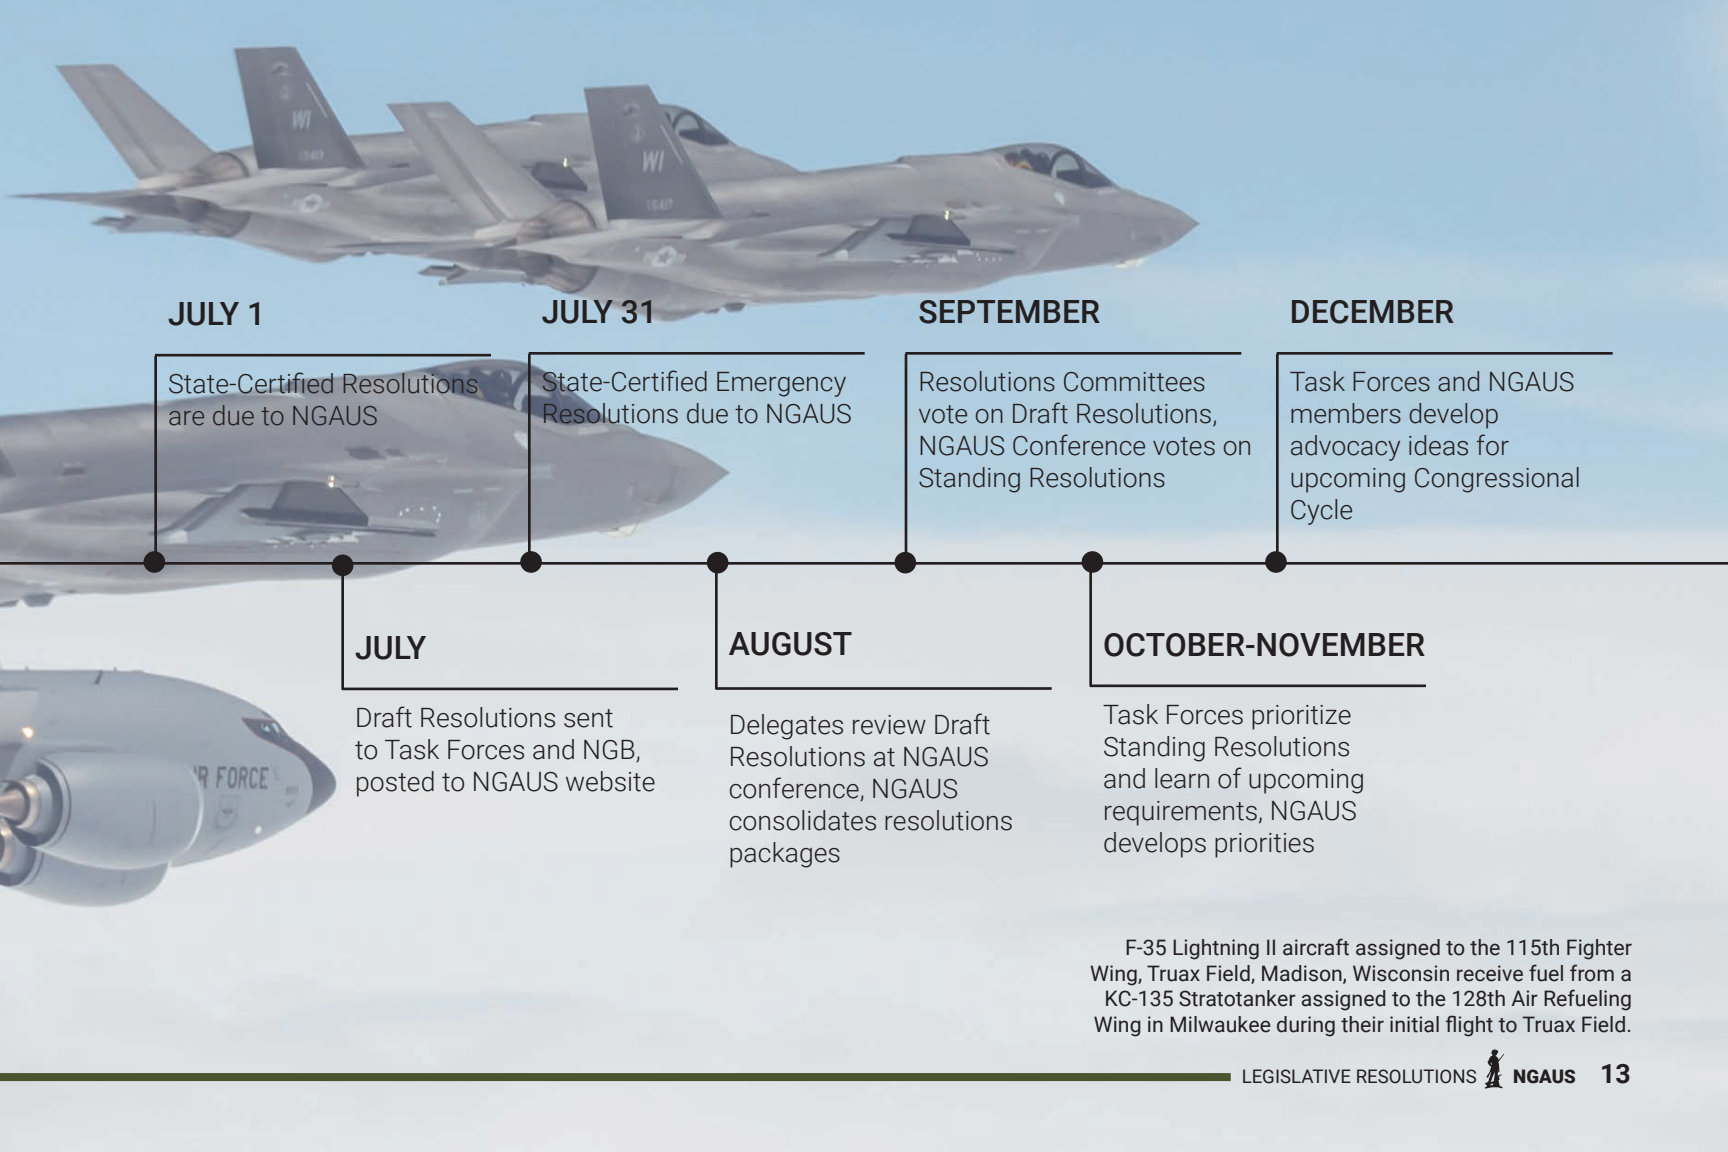 WI
WI
JULY 1
State-Certified Resolutions
are due to NGAUS
JULY 31
State-Certified Emergency
Resolutions due to NGAUS
SEPTEMBER
Resolutions Committees
vote on Draft Resolutions,
NGAUS Conference votes on
Standing Resolutions
DECEMBER
Task Forces and NGAUS
members develop
advocacy ideas for
upcoming Congressional
Cycle
JULY
Draft Resolutions sent
to Task Forces and NGB,
posted to NGAUS website
AUGUST
Delegates review Draft
Resolutions at NGAUS
conference, NGAUS
consolidates resolutions
packages
OCTOBER-NOVEMBER
Task Forces prioritize
Standing Resolutions
and learn of upcoming
requirements, NGAUS
develops priorities
R FORCE
F-35 Lightning II aircraft assigned to the 115th Fighter
Wing, Truax Field, Madison, Wisconsin receive fuel from a
KC-135 Stratotanker assigned to the 128th Air Refueling
Wing in Milwaukee during their initial flight to Truax Field.
LEGISLATIVE RESOLUTIONS NGAUS 13